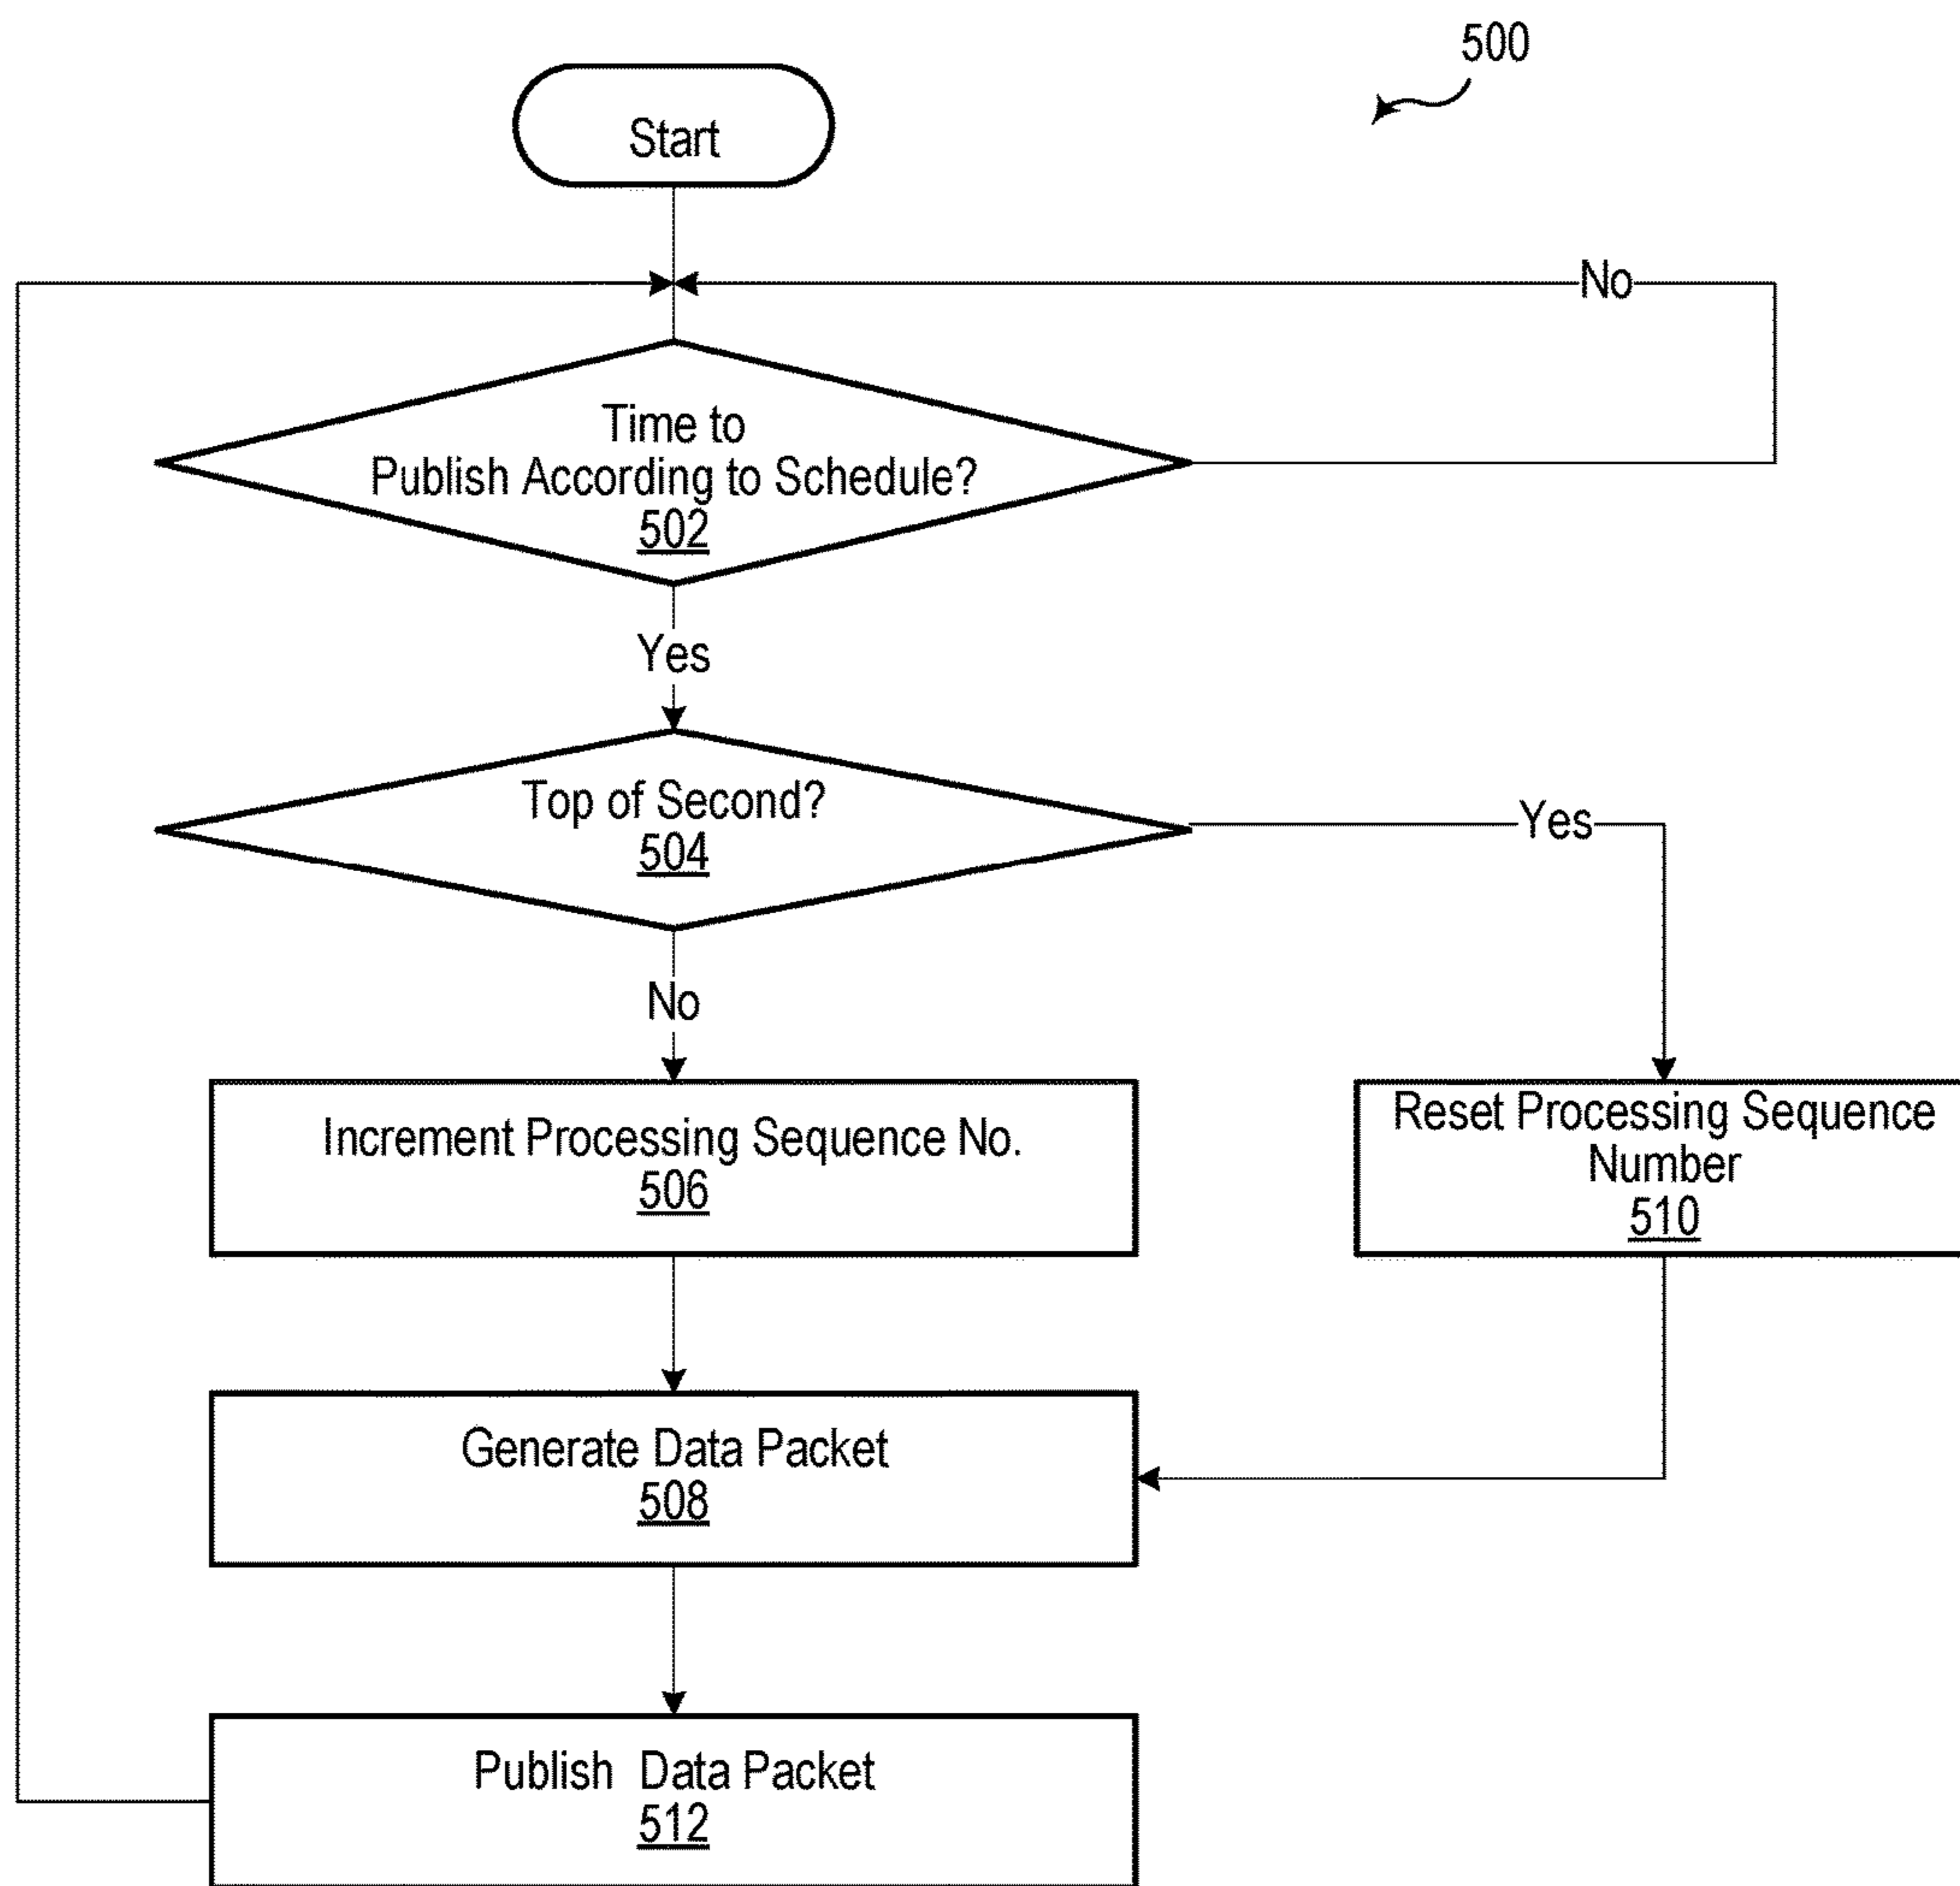 500
Start
No
Time to
Publish According to Schedule?
502
Yes
Top of Second?
504
Yes
No
Increment Processing Sequence No.
506
Reset Processing Sequence
Number
510
Generate Data Packet
508
Publish Data Packet
512